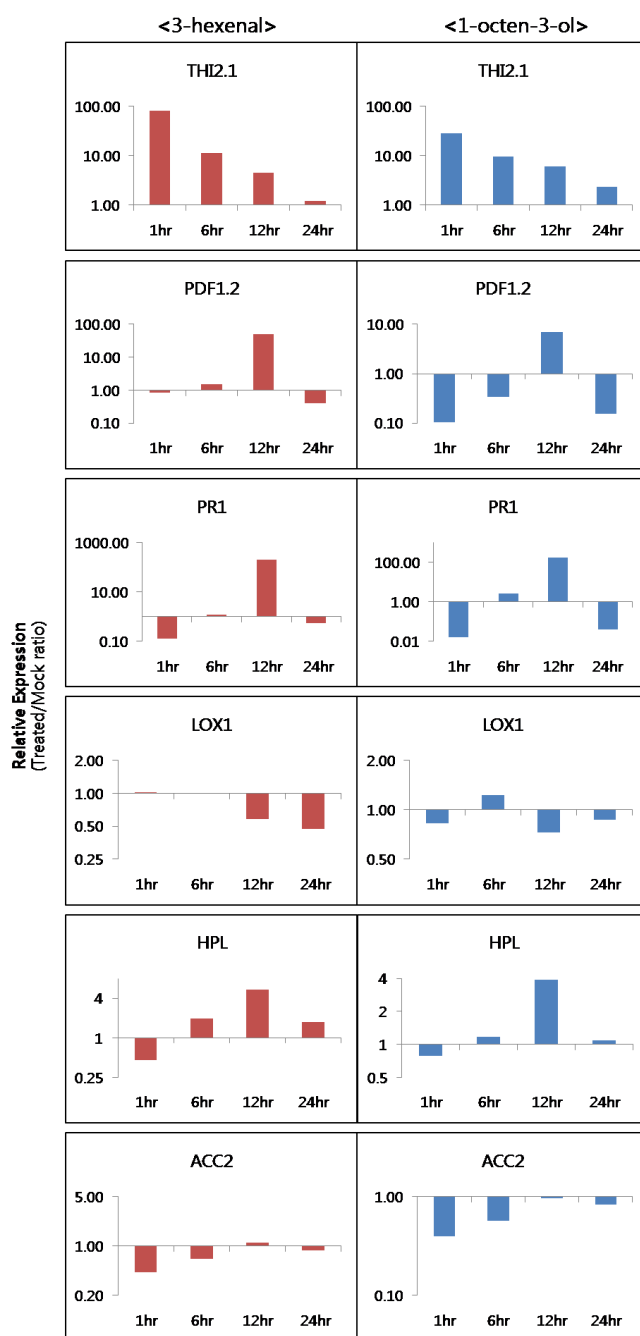 <3-hexenal>
<1-octen-3-ol>
Relative Expression
(Treated/Mock ratio)
THI2.1
100.00
10.00
1.00
1hr 6hr 12hr 24hr
THI2.1
100.00
10.00
1.00
1hr 6hr 12hr 24hr
PDF1.2
100.00
10.00
1.00
0.10
1hr 6hr 12hr 24hr
PDF1.2
10.00
1.00
0.10
1hr 6hr 12hr 24hr
PR1
1000.00
10.00
0.10
1hr 6hr 12hr 24hr
PR1
100.00
1.00
0.01
1hr 6hr 12hr 24hr
LOX1
2.00
1.00
0.50
0.25
1hr 6hr 12hr 24hr
LOX1
2.00
1.00
0.50
1hr 6hr 12hr 24hr
HPL
4
1
0.25
1hr 6hr 12hr 24hr
HPL
4
2
1
0.5
1hr 6hr 12hr 24hr
ACC2
5.00
1.00
0.20
1hr 6hr 12hr 24hr
ACC2
1.00
0.10
1hr 6hr 12hr 24hr